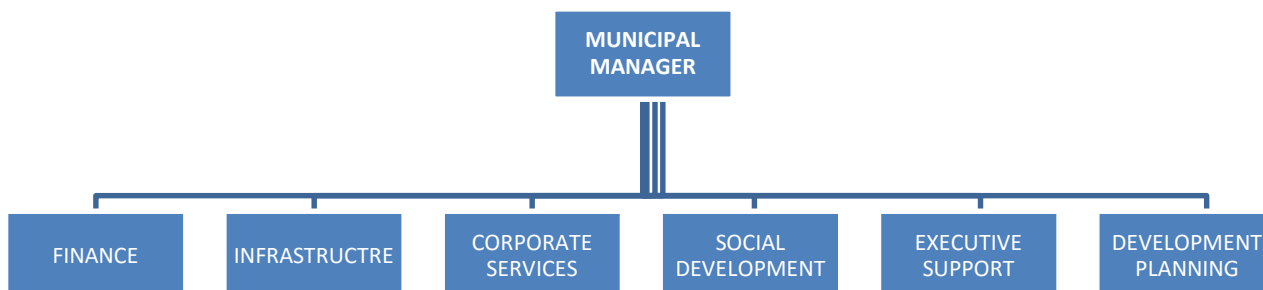 MUNICIPAL
MANAGER
FINANCE
INFRASTRUCTRE
CORPORATE
SERVICES
SOCIAL
DEVELOPMENT
EXECUTIVE
SUPPORT
DEVELOPMENT
PLANNING